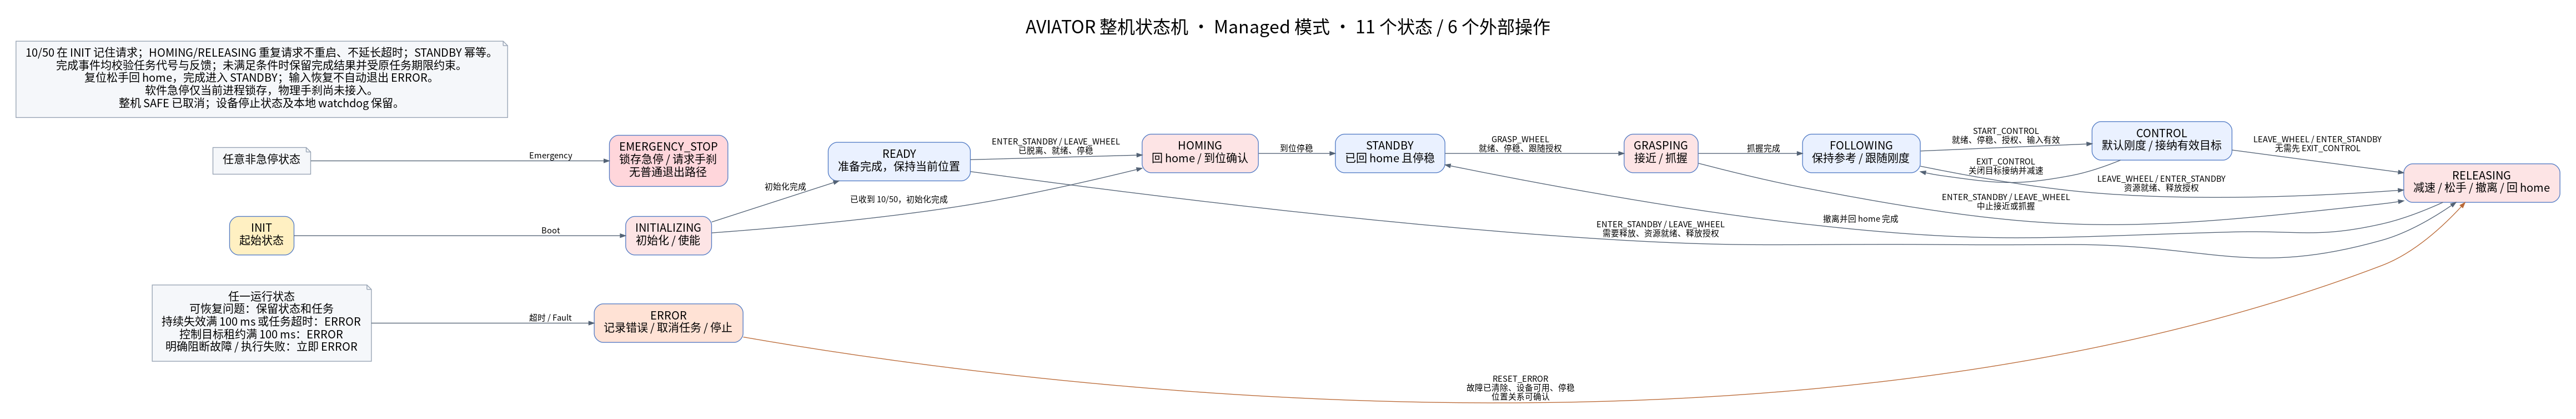 AVIATOR 整机状态机 · Managed 模式 · 11 个状态 / 6 个外部操作
10/50 在 INIT 记住请求；HOMING/RELEASING 重复请求不重启、不延长超时；STANDBY 幂等。
完成事件均校验任务代号与反馈；未满足条件时保留完成结果并受原任务期限约束。
复位松手回 home，完成进入 STANDBY；输入恢复不自动退出 ERROR。
软件急停仅当前进程锁存，物理手刹尚未接入。
整机 SAFE 已取消；设备停止状态及本地 watchdog 保留。
任意非急停状态
Emergency
EMERGENCY_STOP
锁存急停 / 请求手刹
无普通退出路径
INIT
起始状态
Boot
INITIALIZING
初始化 / 使能
初始化完成
已收到 10/50，初始化完成
READY
准备完成，保持当前位置
ENTER_STANDBY / LEAVE_WHEEL
已脱离、就绪、停稳
HOMING
回 home / 到位确认
到位停稳
STANDBY
已回 home 且停稳
GRASP_WHEEL
就绪、停稳、跟随授权
GRASPING
接近 / 抓握
抓握完成
FOLLOWING
保持参考 / 跟随刚度
START_CONTROL
就绪、停稳、授权、输入有效
EXIT_CONTROL
关闭目标接纳并减速
CONTROL
默认刚度 / 接纳有效目标
LEAVE_WHEEL / ENTER_STANDBY
无需先 EXIT_CONTROL
LEAVE_WHEEL / ENTER_STANDBY
资源就绪、释放授权
ENTER_STANDBY / LEAVE_WHEEL
中止接近或抓握
撤离并回 home 完成
ENTER_STANDBY / LEAVE_WHEEL
需要释放、资源就绪、释放授权
RELEASING
减速 / 松手 / 撤离 / 回 home
任一运行状态
可恢复问题：保留状态和任务
持续失效满 100 ms 或任务超时：ERROR
控制目标租约满 100 ms：ERROR
明确阻断故障 / 执行失败：立即 ERROR
超时 / Fault
ERROR
记录错误 / 取消任务 / 停止
RESET_ERROR
故障已清除、设备可用、停稳
位置关系可确认